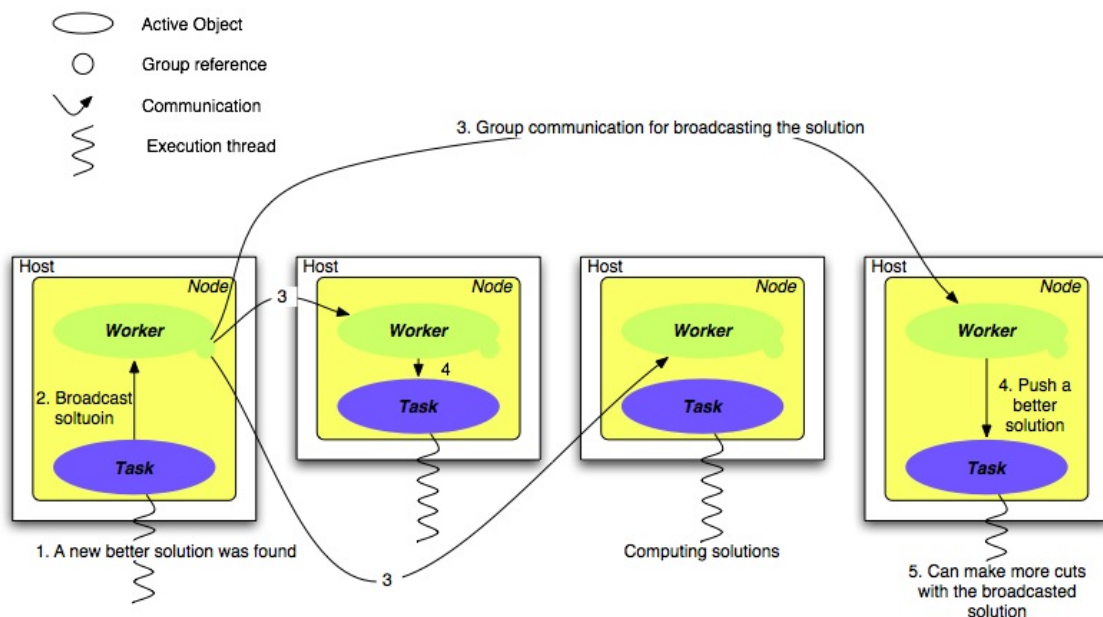 Active Object
Group reference
Communication
Execution thread
3. Group communication for broadcasting the solution
Host
Node
Worker
2. Broadcast
soltuoin
Task
1. A new better solution was found
3
Host
Node
Worker
4
Task
3
Host
Node
Worker
Task
Computing solutions
Host
Node
Worker
4. Push a
better
solution
Task
5. Can make more cuts
with the broadcasted
solution